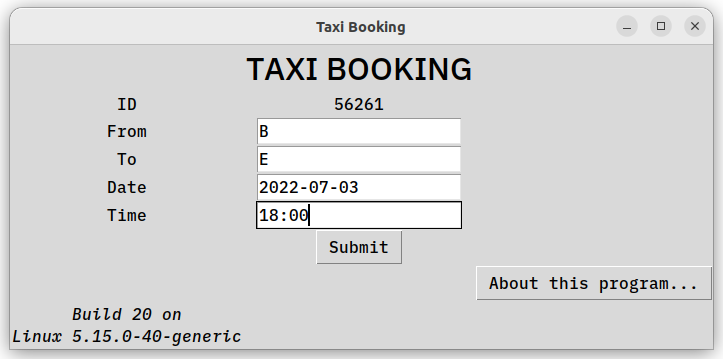 Taxi Booking
TAXI BOOKING
ID 56261
From B
To E
Date 2022-07-03
Time 18:00
Submit
About this program...
Build 20 on
Linux 5.15.0-40-generic